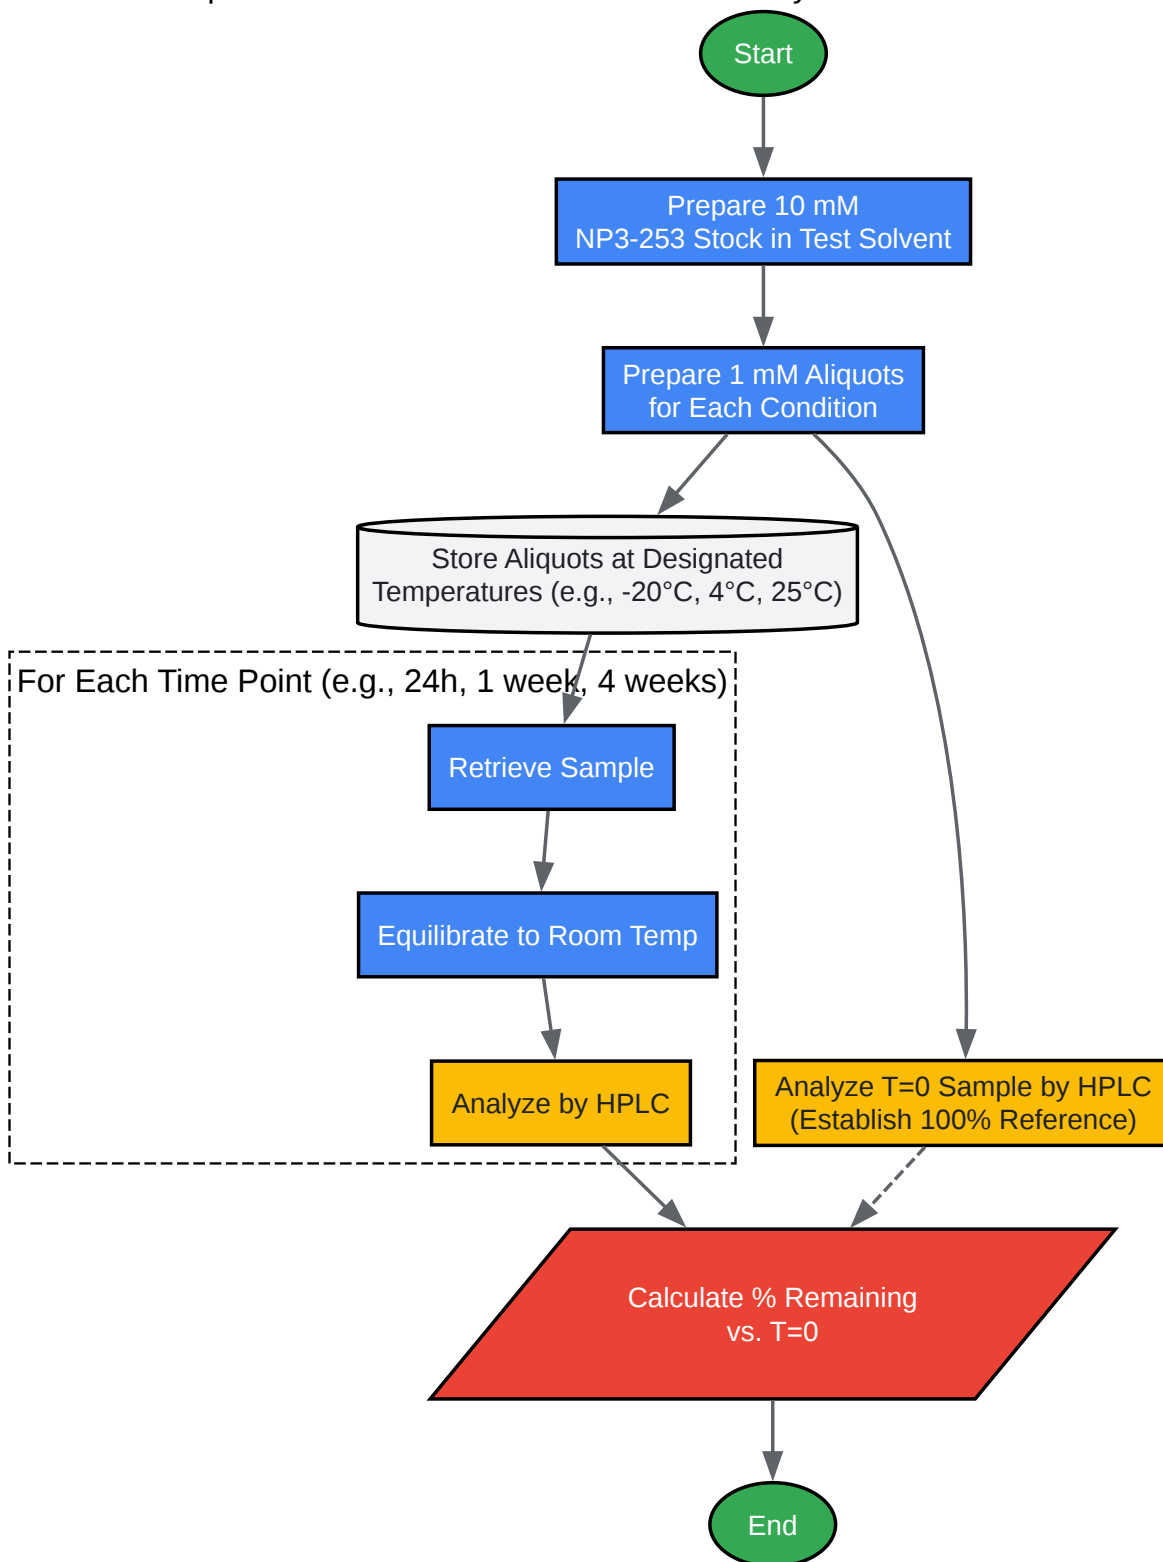 Start
Prepare 10 mM
NP3-253 Stock in Test Solvent
Prepare 1 mM Aliquots
for Each Condition
Store Aliquots at Designated
Temperatures (e.g., -20°C, 4°C, 25°C)
For Each Time Point (e.g., 24h, 1 week, 4 weeks)
Retrieve Sample
Equilibrate to Room Temp
Analyze by HPLC
Analyze T=0 Sample by HPLC
(Establish 100% Reference)
Calculate % Remaining
vs. T=0
End